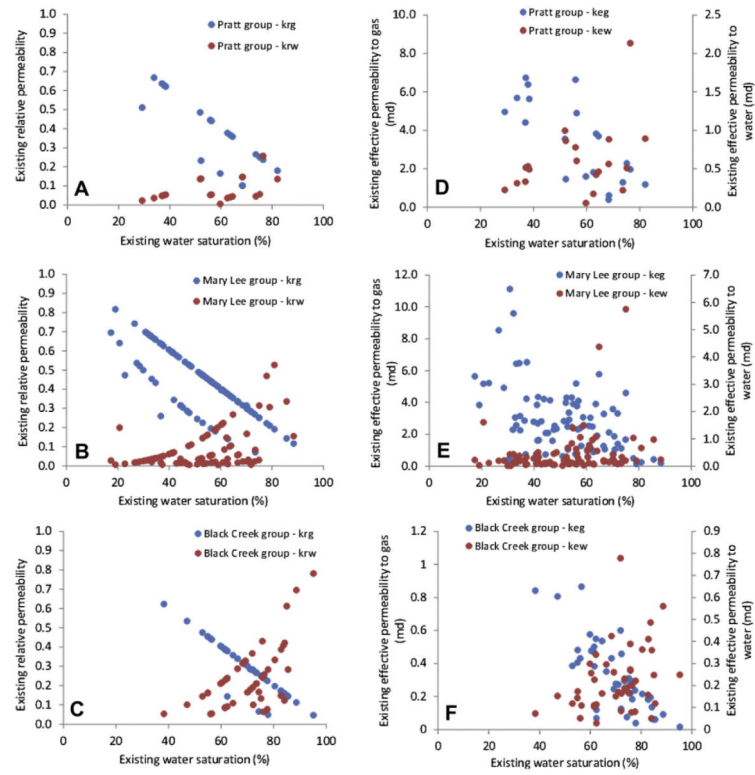 Pratt group - krg
Pratt group - krw
Existing relative permeability
1.0
0.9
0.8
0.7
0.6
0.5
0.4
0.3
0.2
0.1
0.0
A
0 20 40 60 80 100
Existing water saturation (%)
Pratt group - keg
Pratt group - kew
Existing effective permeability to gas
(md)
10.0
8.0
6.0
4.0
2.0
0.0
D
0 20 40 60 80 100
Existing water saturation (%)
2.5
2.0
1.5
1.0
0.5
0.0
Existing effective permeability to
water (md)
Mary Lee group - krg
Mary Lee group - krw
Existing relative permeability
1.0
0.9
0.8
0.7
0.6
0.5
0.4
0.3
0.2
0.1
0.0
B
0 20 40 60 80 100
Existing water saturation (%)
Mary Lee group - keg
Mary Lee group - kew
Existing effective permeability to gas
(md)
12.0
10.0
8.0
6.0
4.0
2.0
0.0
E
0 20 40 60 80 100
Existing water saturation (%)
7.0
6.0
5.0
4.0
3.0
2.0
1.0
0.0
Existing effective permeability to
water (md)
Black Creek group - krg
Black Creek group - krw
Existing relative permeability
1.0
0.9
0.8
0.7
0.6
0.5
0.4
0.3
0.2
0.1
0.0
C
0 20 40 60 80 100
Existing water saturation (%)
Black Creek group - keg
Black Creek group - kew
Existing effective permeability to gas
(md)
1.2
1
0.8
0.6
0.4
0.2
0
F
0 20 40 60 80 100
Existing water saturation (%)
0.9
0.8
0.7
0.6
0.5
0.4
0.3
0.2
0.1
0.0
Existing effective permeability to
water (md)